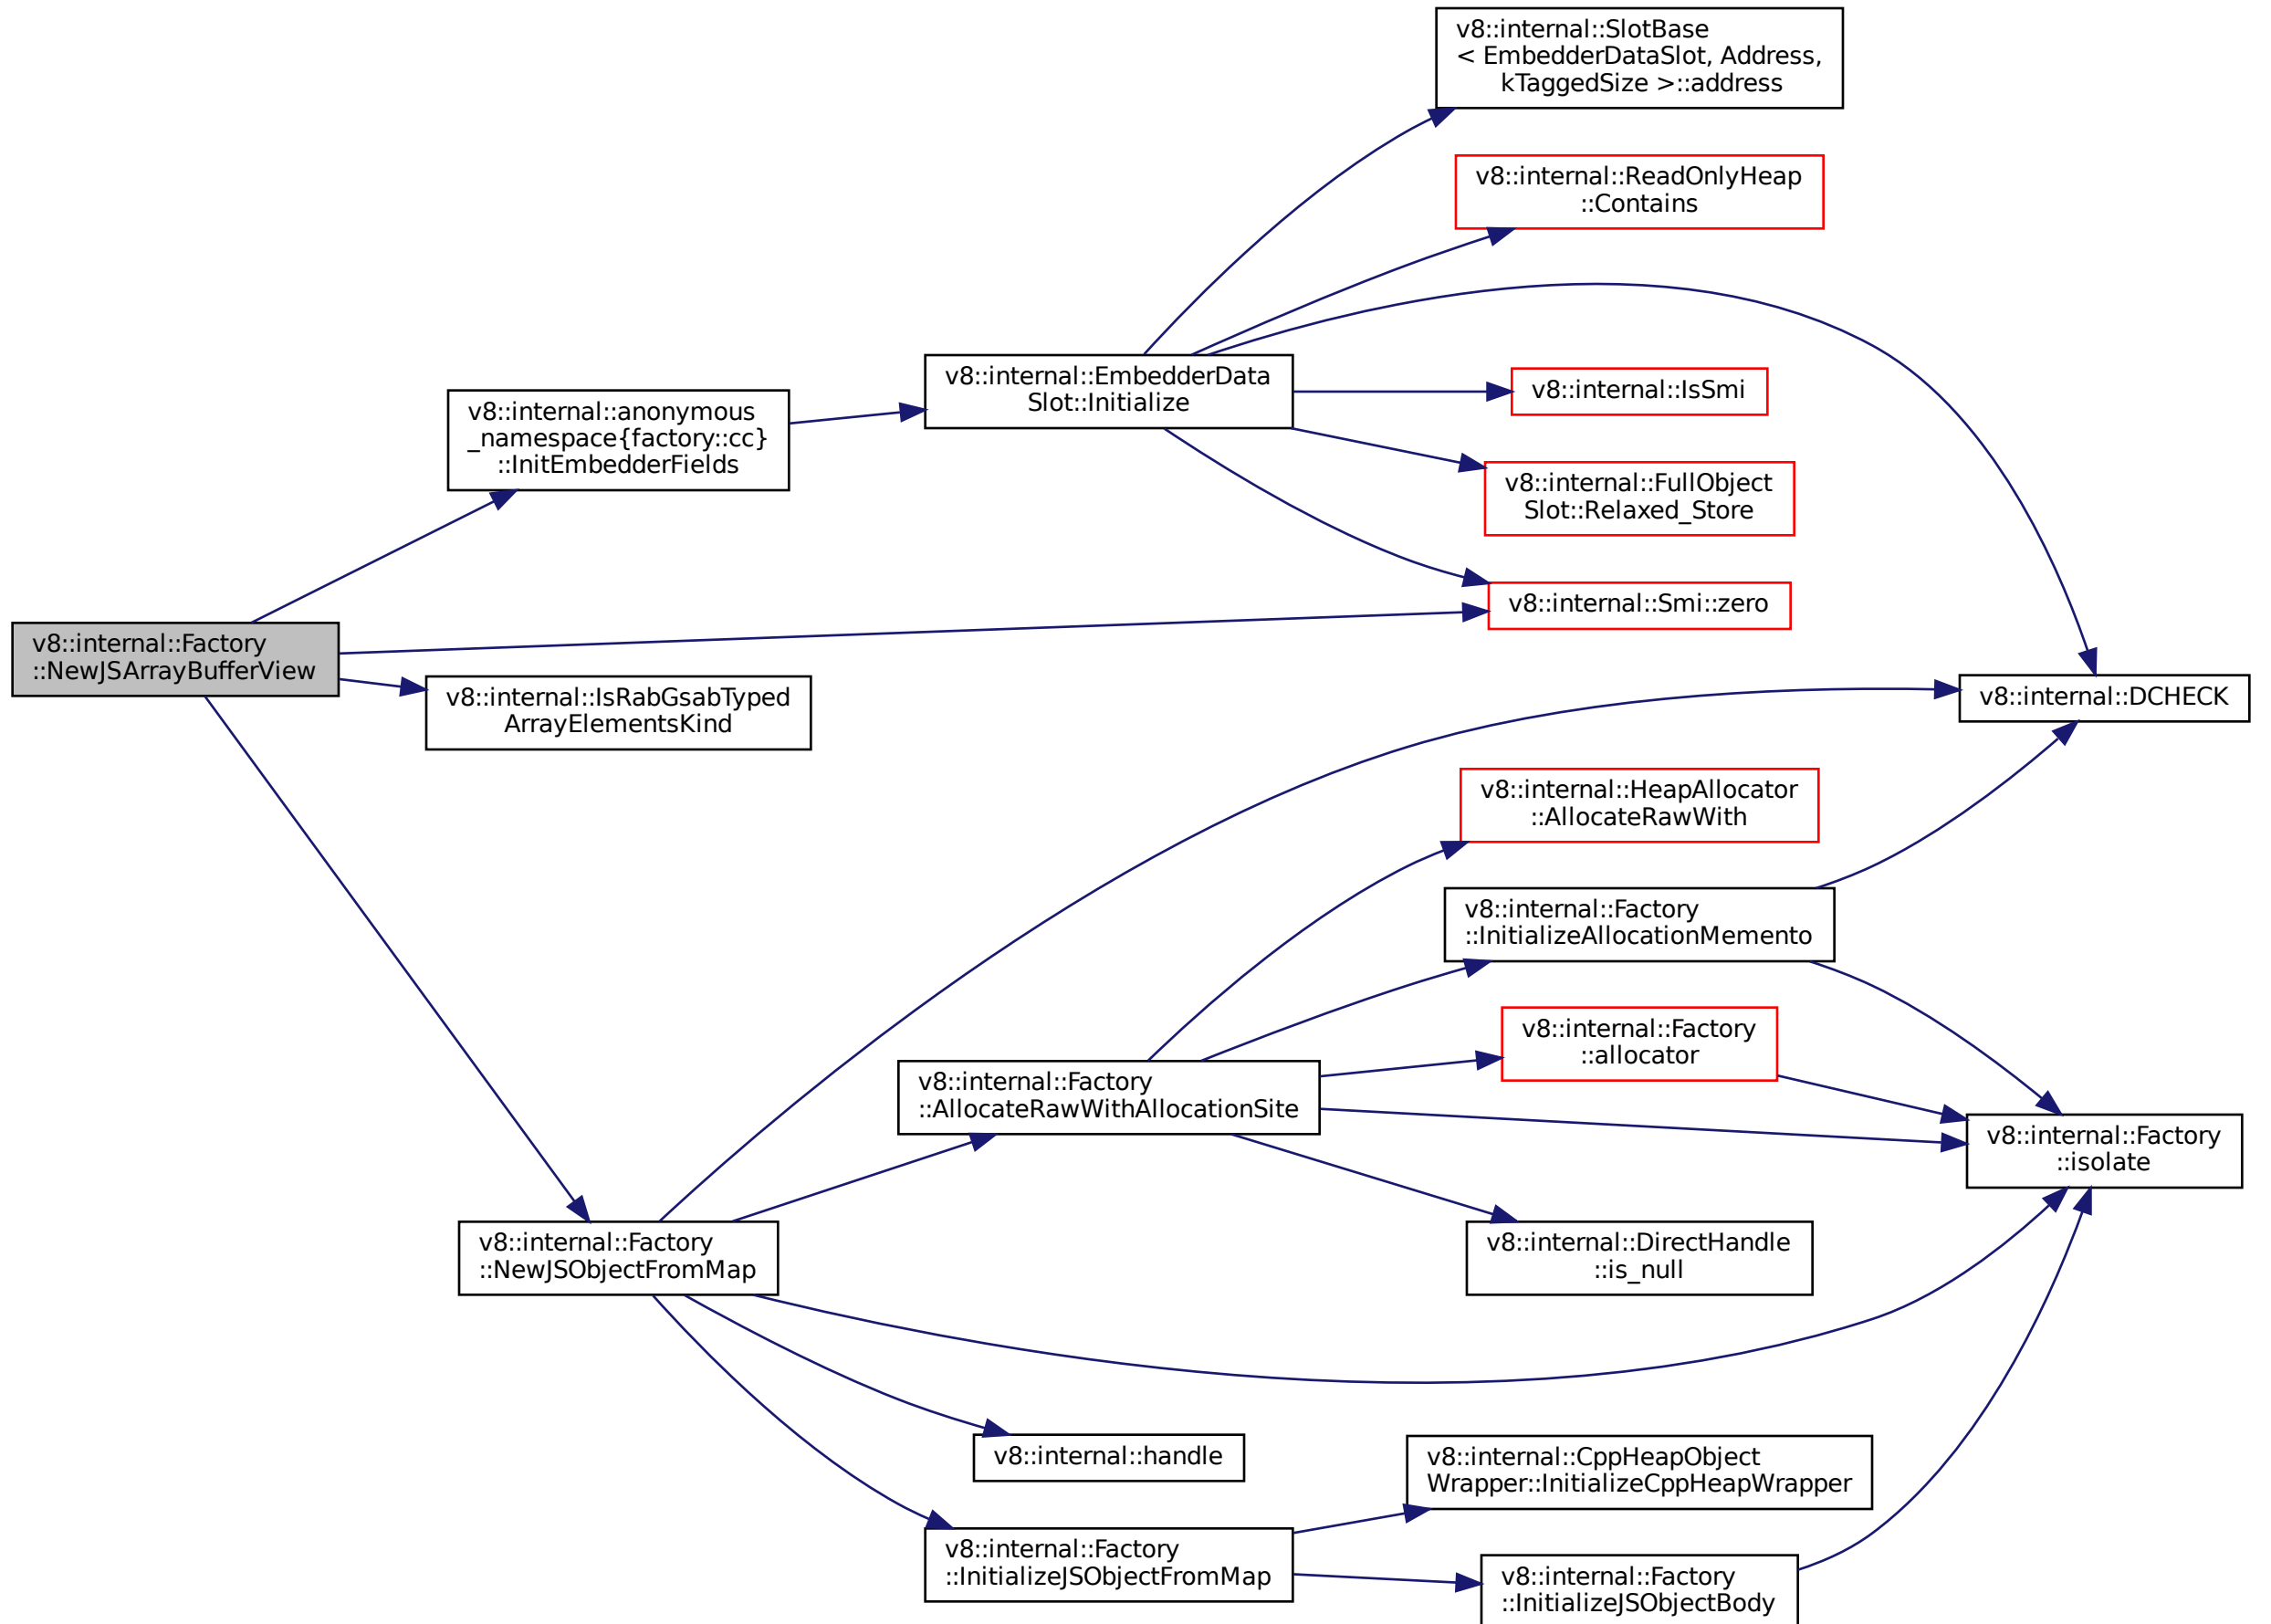 v8::internal::SlotBase
< EmbedderDataSlot, Address,
kTaggedSize >::address
v8::internal::ReadOnlyHeap
::Contains
v8::internal::EmbedderData
Slot::Initialize
v8::internal::IsSmi
v8::internal::anonymous
_namespace{factory::cc}
::InitEmbedderFields
v8::internal::FullObject
Slot::Relaxed_Store
v8::internal::Smi::zero
v8::internal::Factory
::NewJSArrayBufferView
v8::internal::IsRabGsabTyped
ArrayElementsKind
v8::internal::DCHECK
v8::internal::HeapAllocator
::AllocateRawWith
v8::internal::Factory
::InitializeAllocationMemento
v8::internal::Factory
::allocator
v8::internal::Factory
::AllocateRawWithAllocationSite
v8::internal::Factory
::isolate
v8::internal::Factory
::NewJSObjectFromMap
v8::internal::DirectHandle
::is_null
v8::internal::handle
v8::internal::CppHeapObject
Wrapper::InitializeCppHeapWrapper
v8::internal::Factory
::InitializeJSObjectFromMap
v8::internal::Factory
::InitializeJSObjectBody